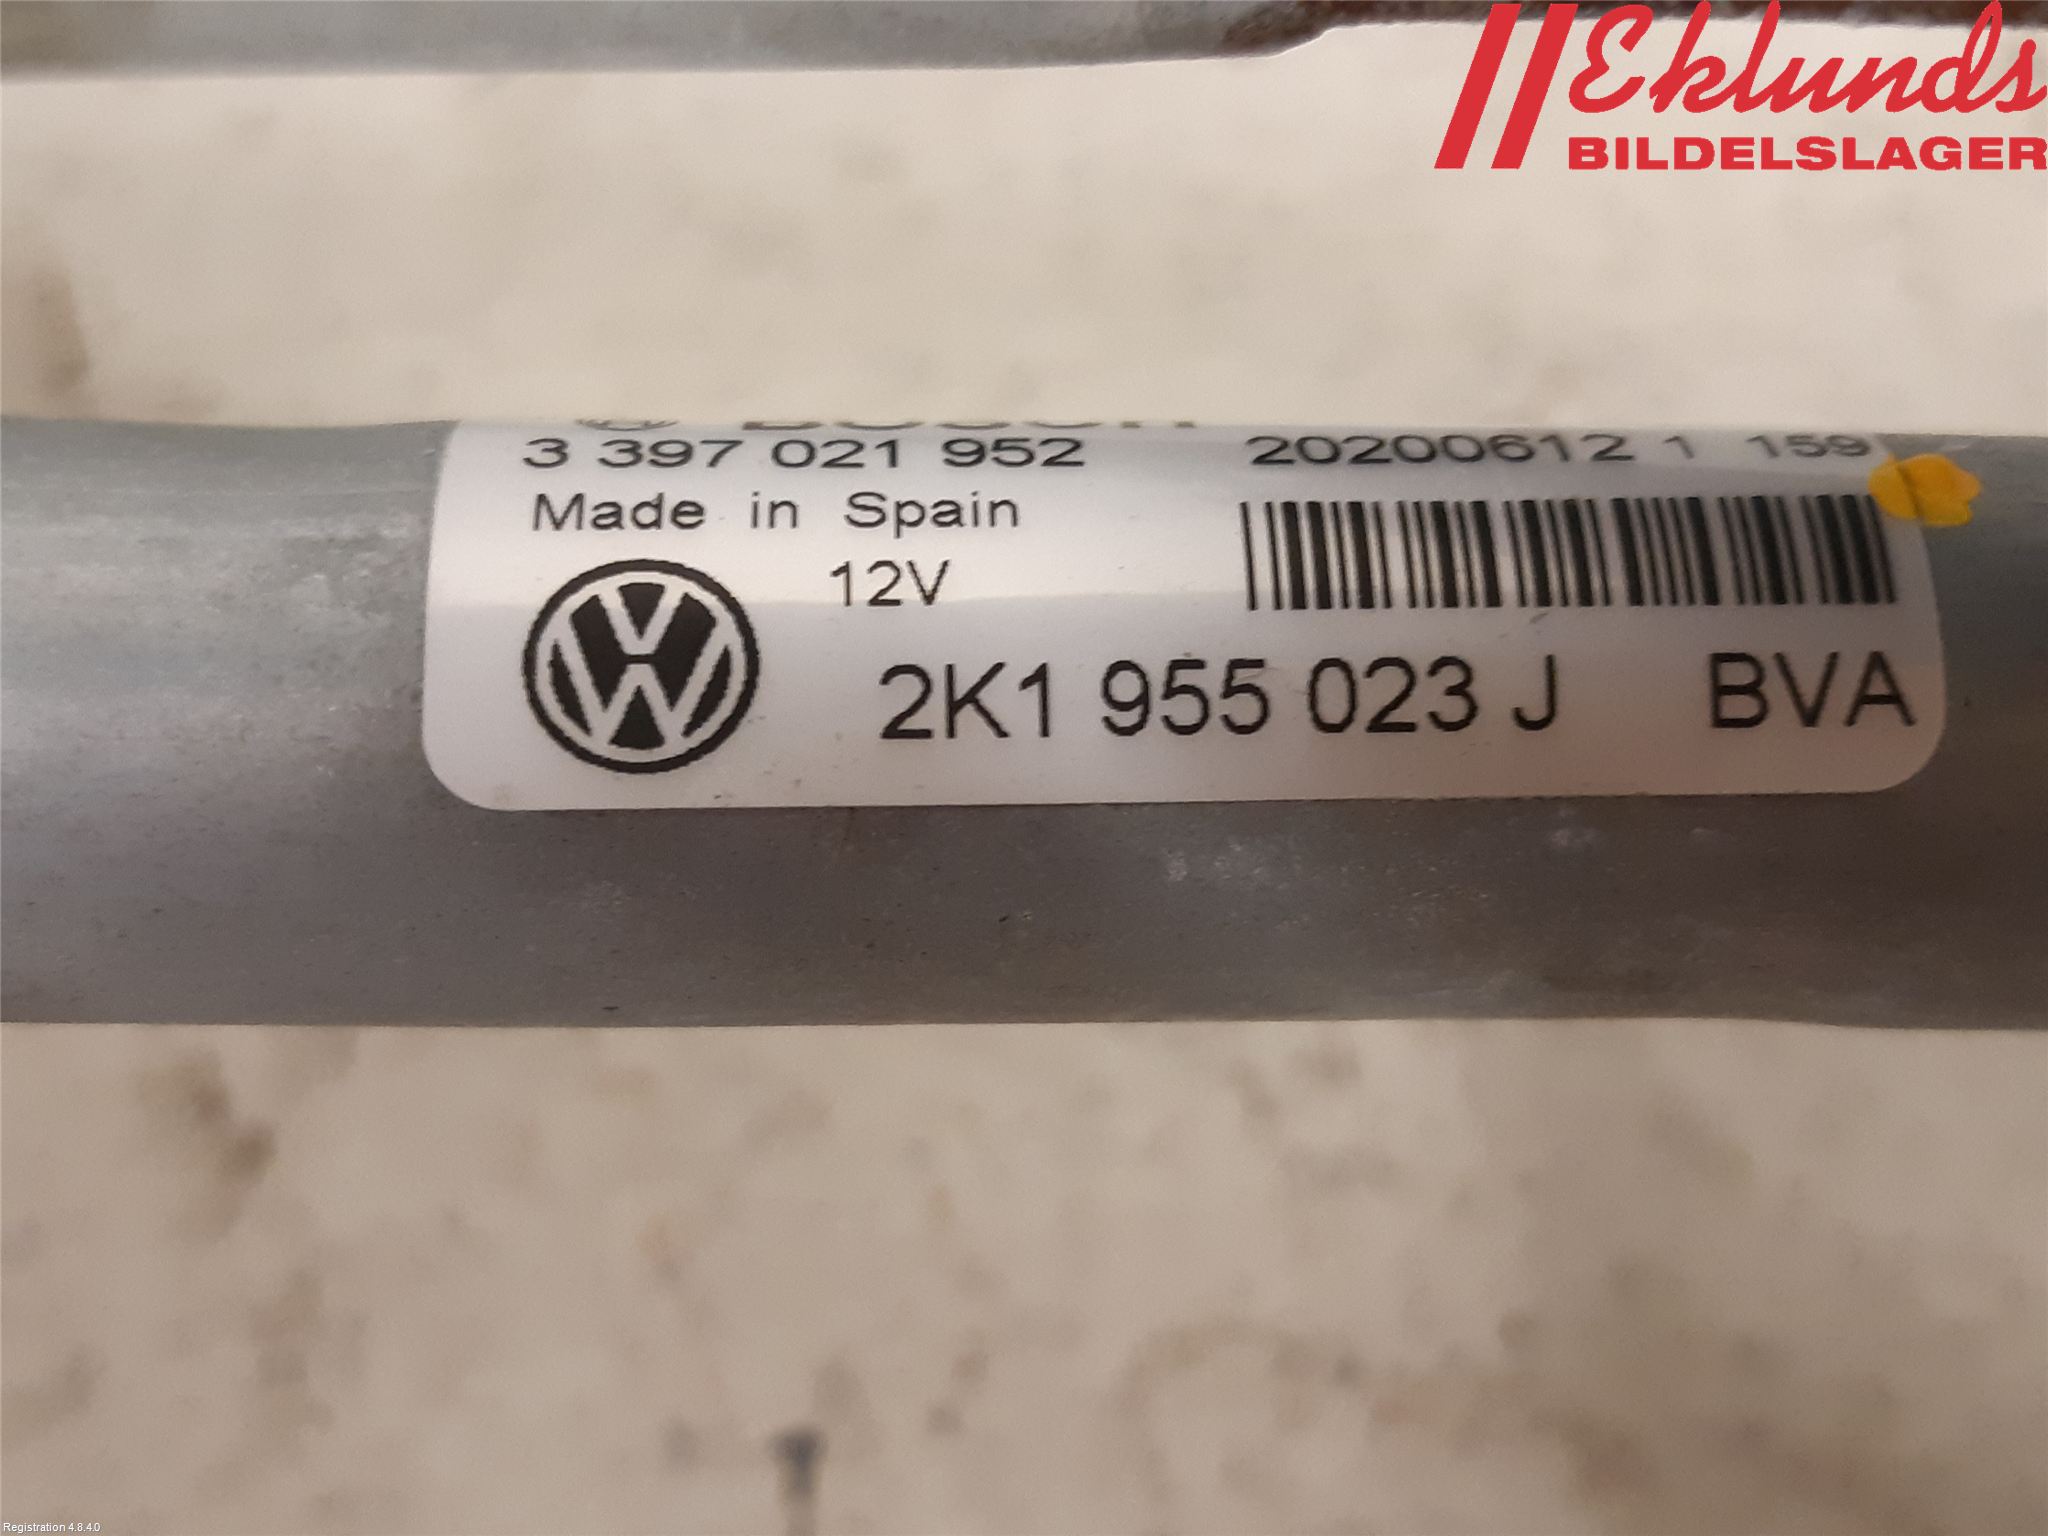 Eklunds
BILDELSLAGER
BOSCH
3 397 021 952 20200612 1 159
Made in Spain
12V
2K1 955 023 J BVA
Registration 4.8.4.0